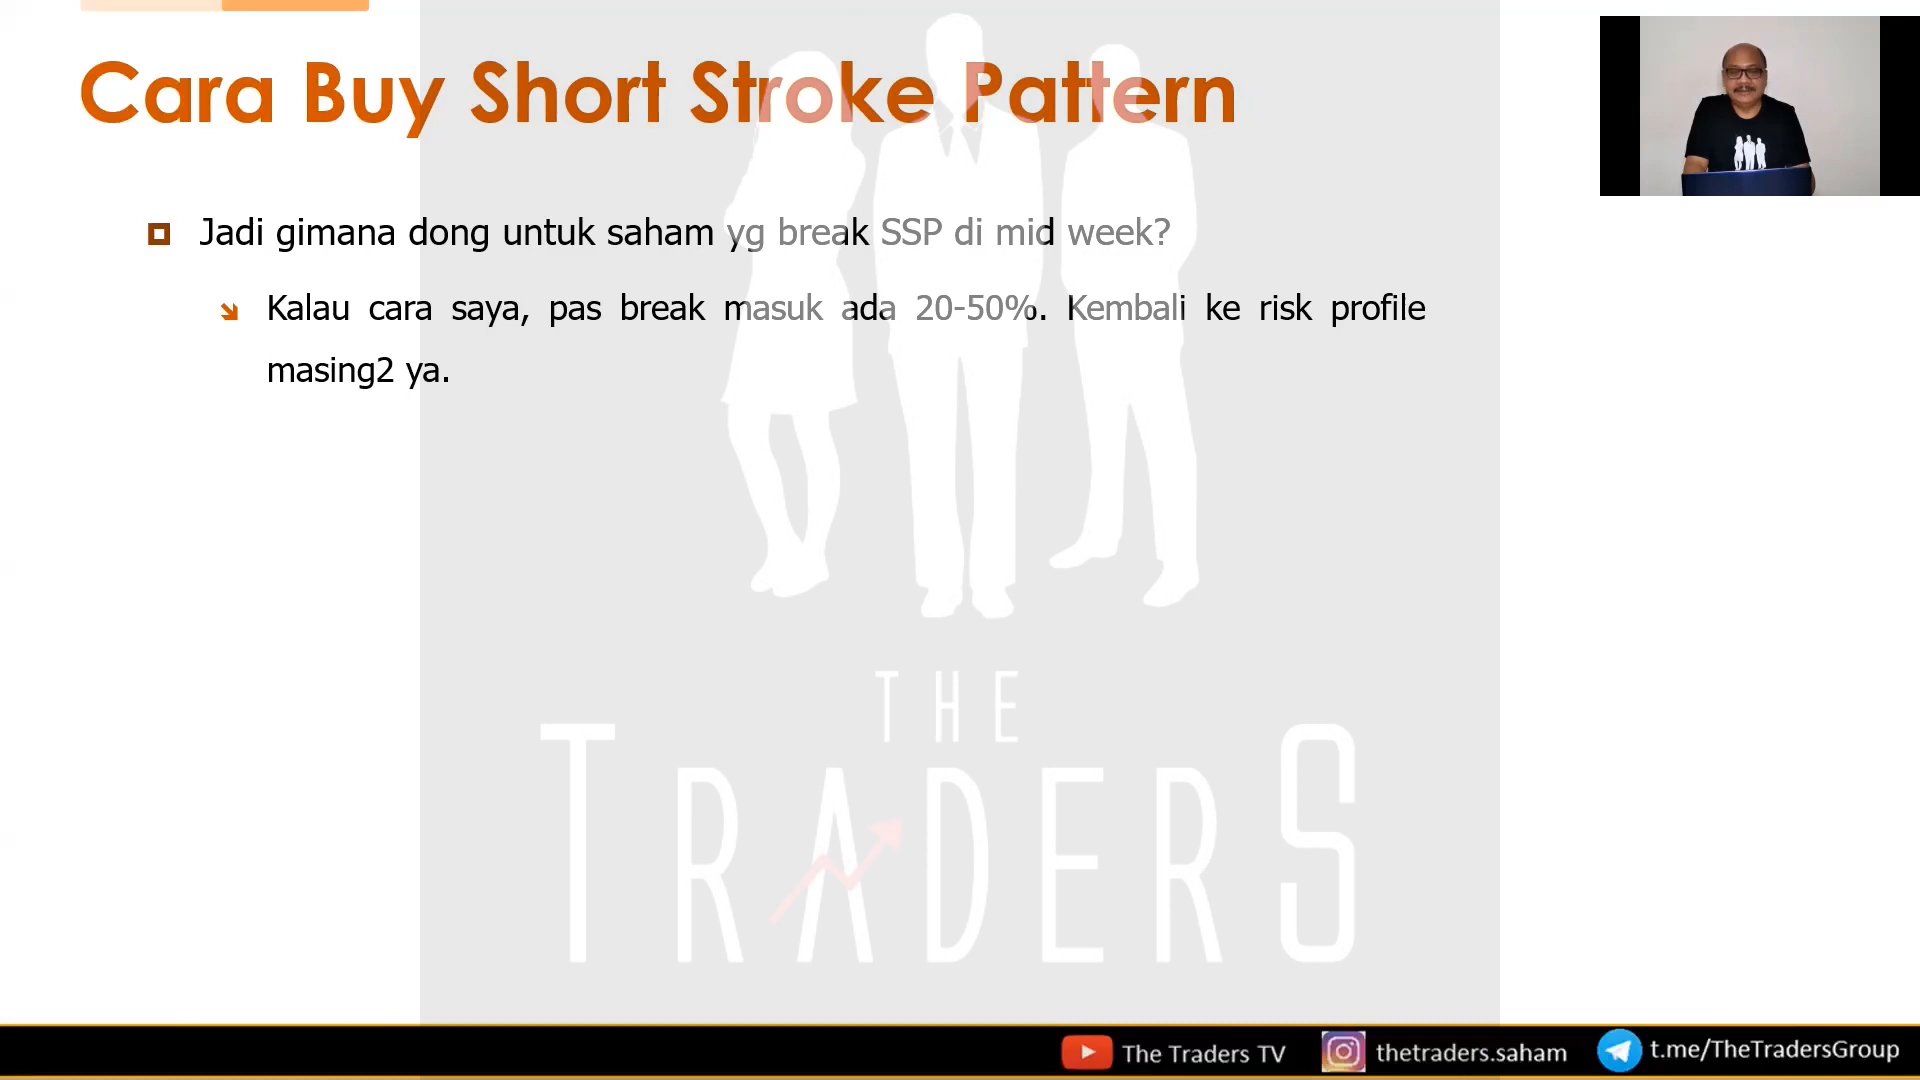 Cara Buy Short Stroke Pattern
Jadi gimana dong untuk saham yg break SSP di mid week?
Kalau cara saya, pas break masuk ada 20-50%. Kembali ke risk profile
masing2 ya.
THE
TRADERS
The Traders TV
thetraders.saham
t.me/TheTradersGroup